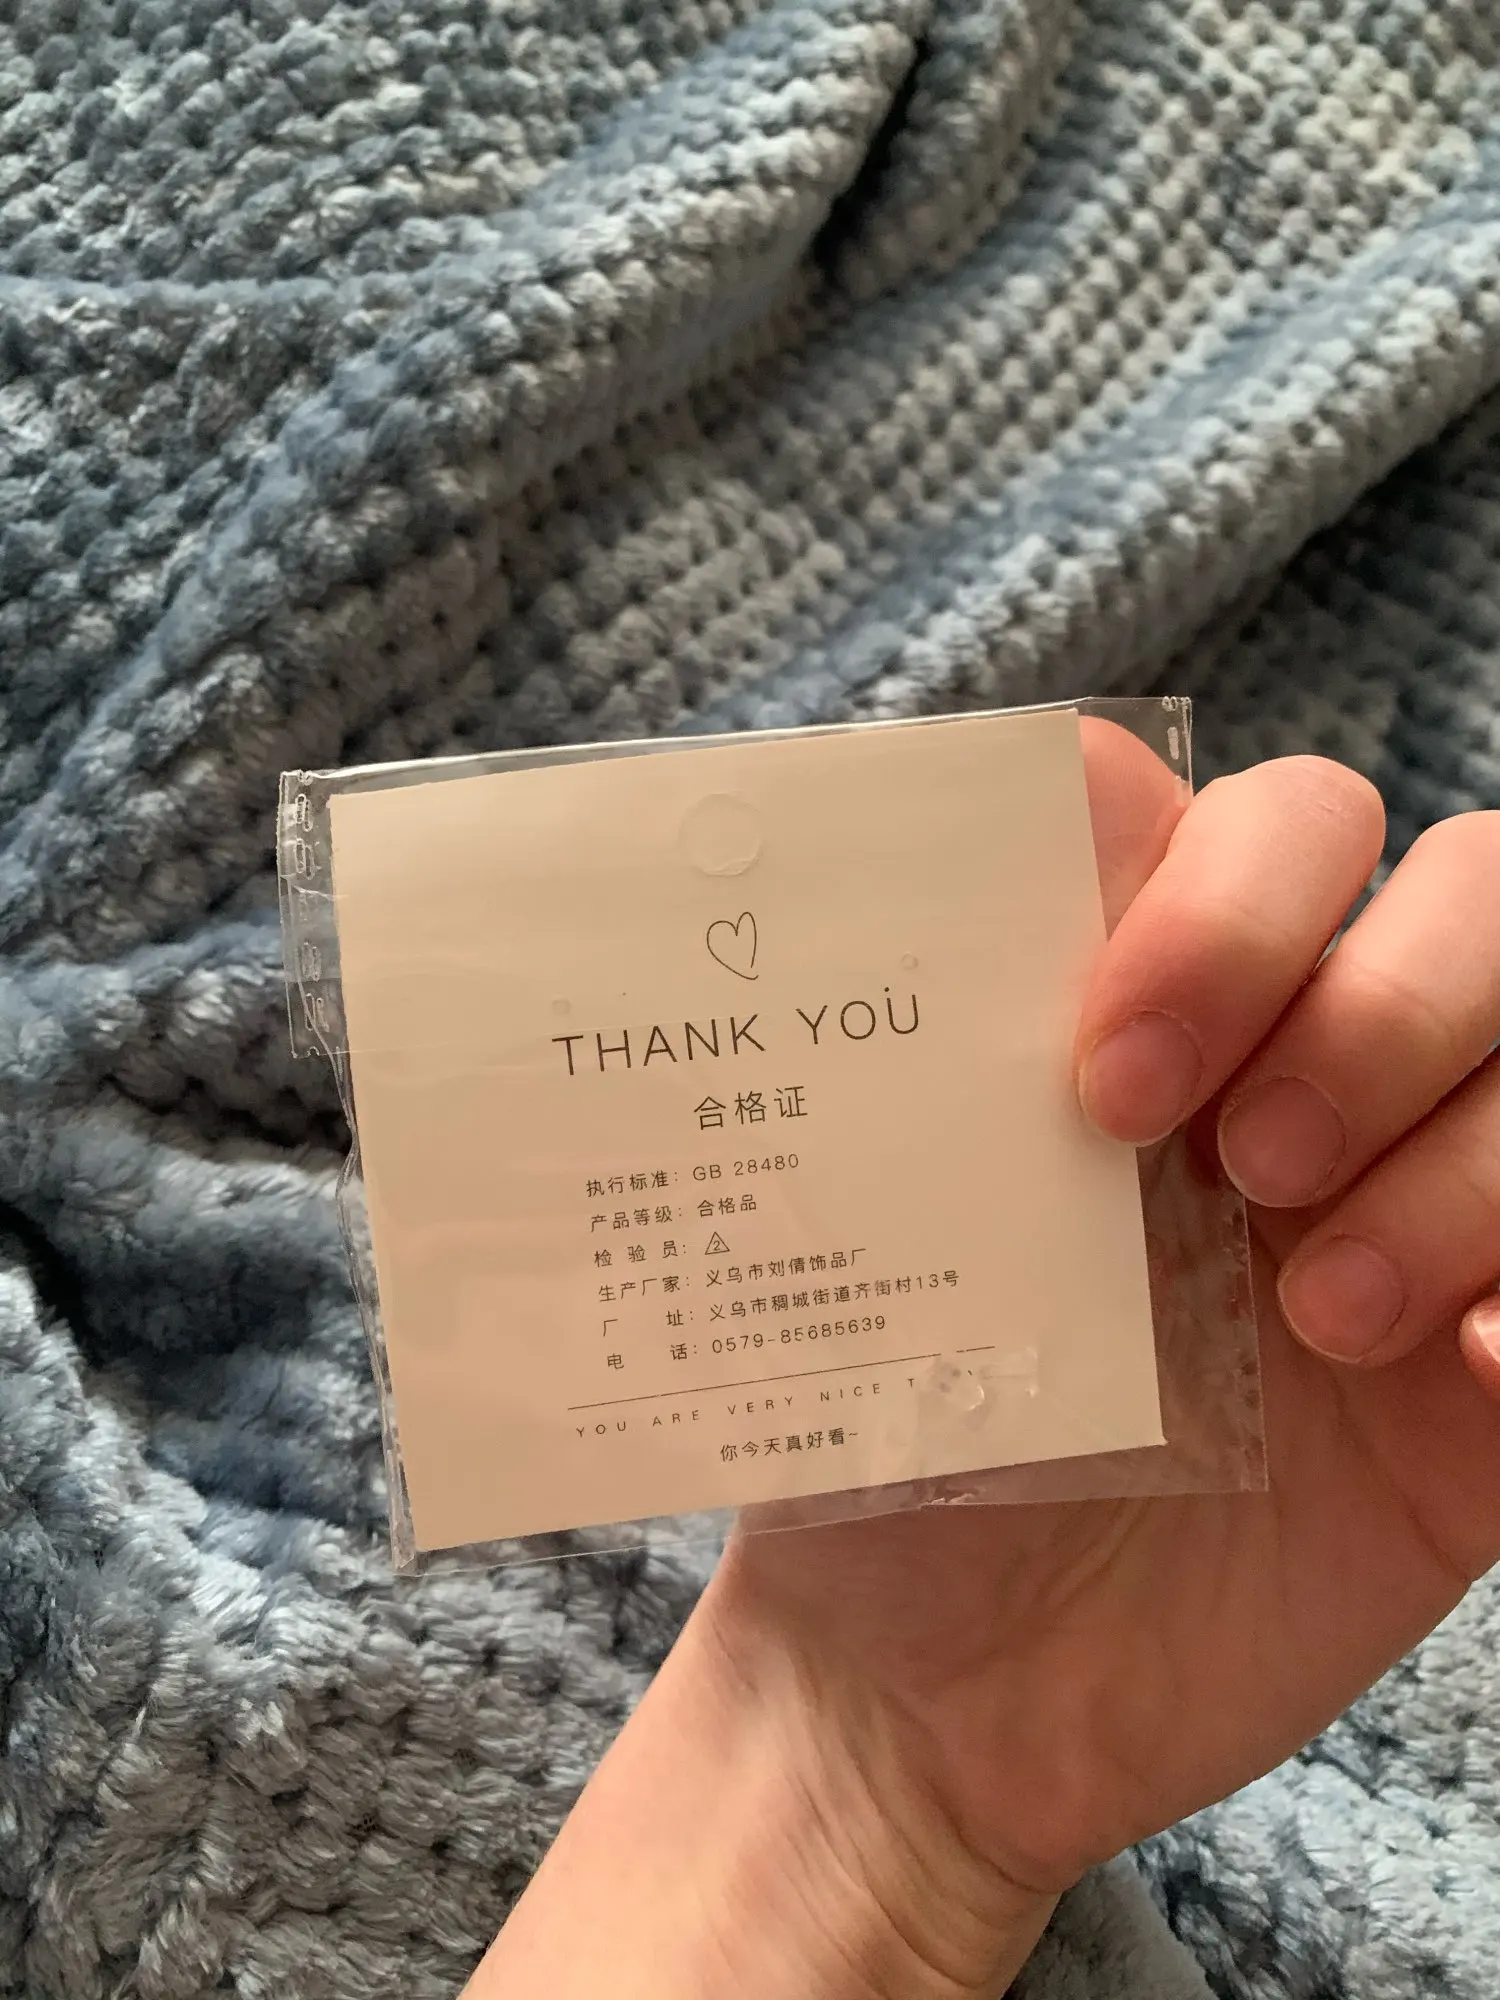 THANK YOU
合格证
执行标准: GB 28480
产品等级: 合格品
检 验 员: 2
生产厂家: 义乌市刘倩饰品厂
厂 址: 义乌市稠城街道齐街村13号
电 话: 0579-85685639
YOU ARE VERY NICE
你今天真好看~